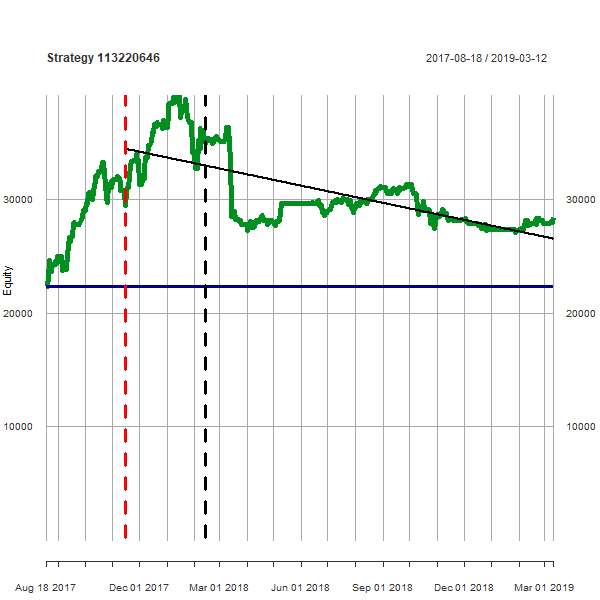 Strategy 113220646 2017-08-18 / 2019-03-12
Equity
30000 30000
20000 20000
10000 10000
Aug 18 2017 Dec 01 2017 Mar 01 2018 Jun 01 2018 Sep 01 2018 Dec 01 2018 Mar 01 2019